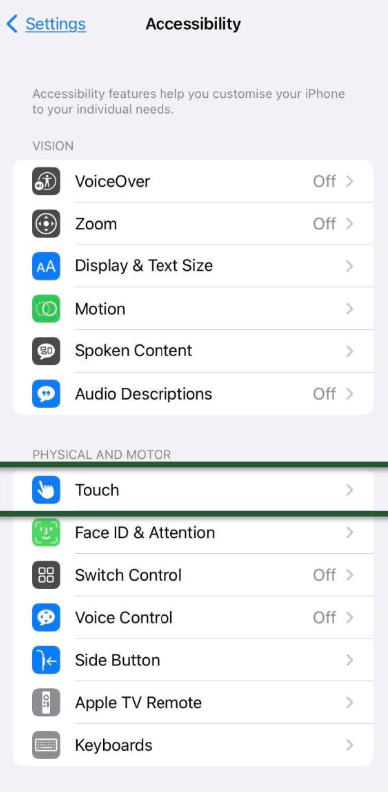 Settings
Accessibility
Accessibility features help you customise your iPhone
to your individual needs.
VISION
VoiceOver Off
Zoom Off
Display & Text Size
Motion
Spoken Content
Audio Descriptions Off
PHYSICAL AND MOTOR
Touch
Face ID & Attention
Switch Control Off
Voice Control Off
Side Button
Apple TV Remote
Keyboards